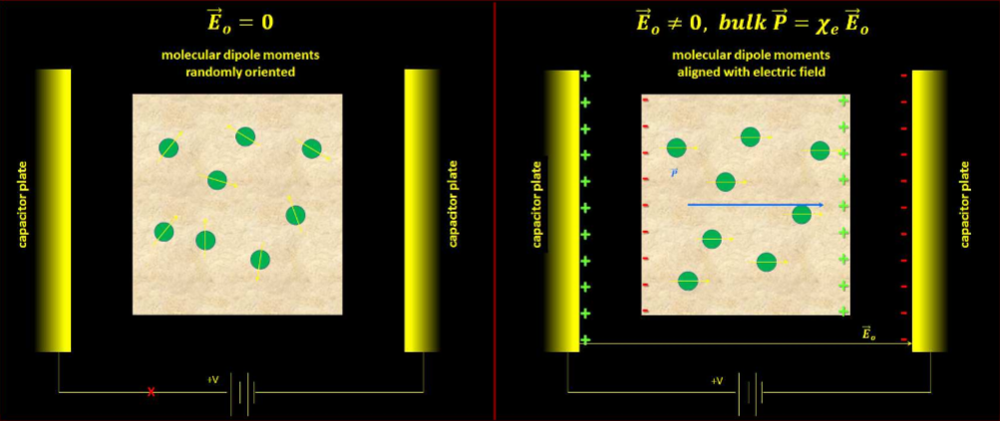 E⃗ₒ = 0
molecular dipole moments
randomly oriented
capacitor plate
capacitor plate
x
+V
E⃗ₒ ≠ 0, bulk P⃗ = χₑ E⃗ₒ
molecular dipole moments
aligned with electric field
capacitor plate
capacitor plate
E⃗ₒ
+V